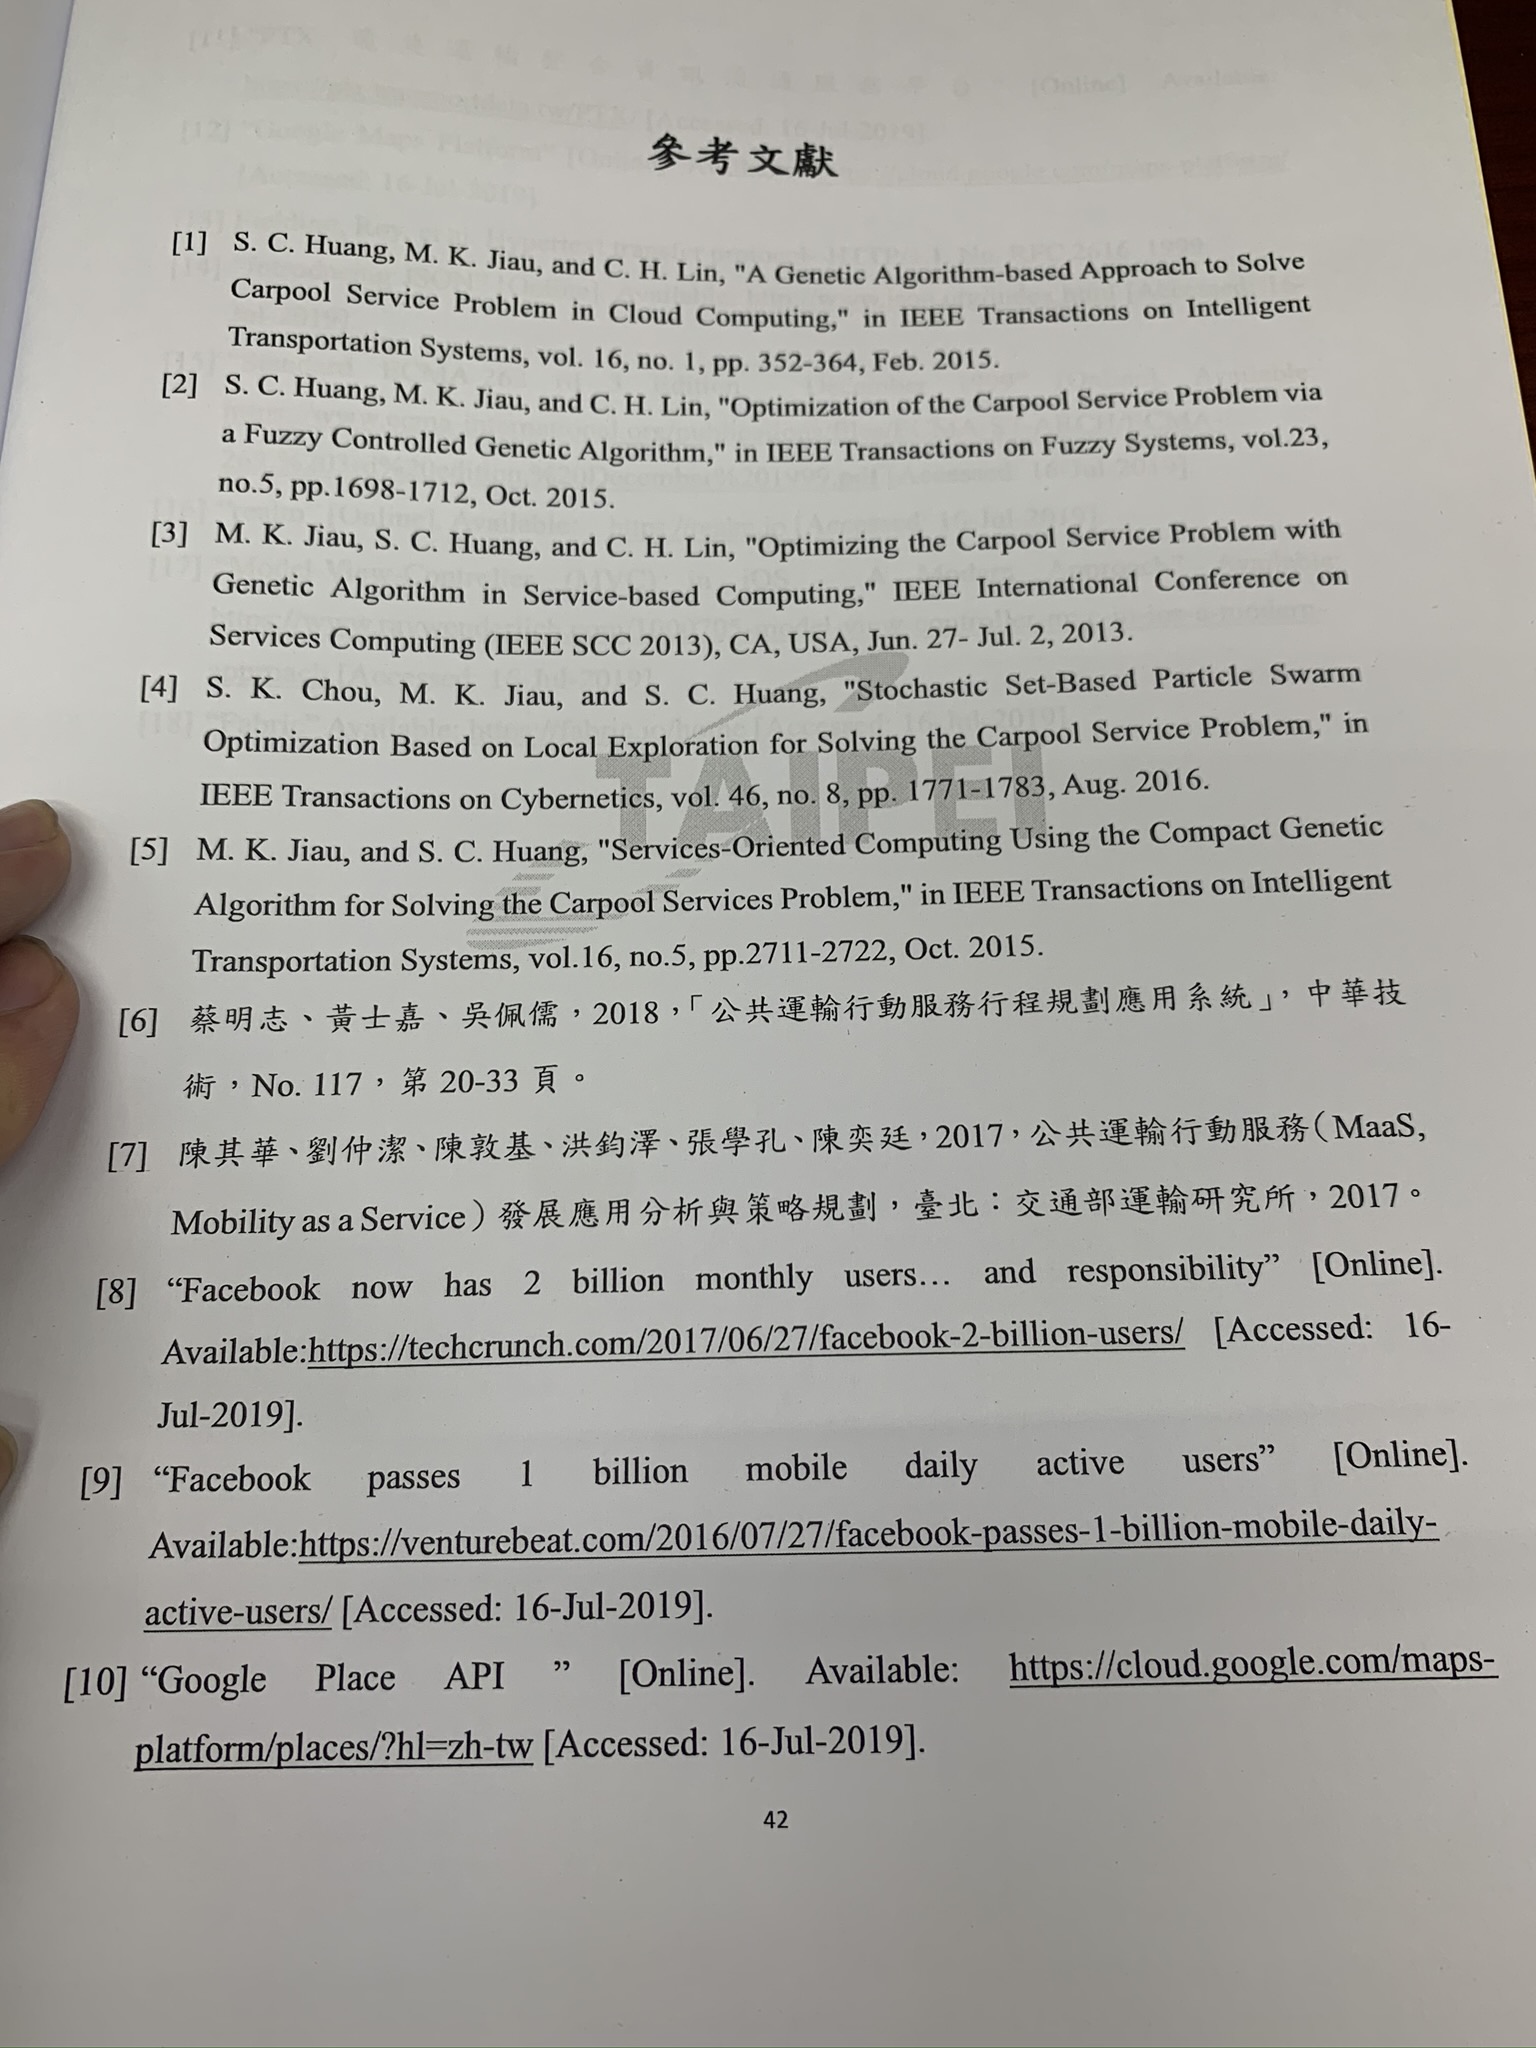 參考文獻
[1] S. C. Huang, M. K. Jiau, and C. H. Lin, "A Genetic Algorithm-based Approach to Solve
Carpool Service Problem in Cloud Computing," in IEEE Transactions on Intelligent
Transportation Systems, vol. 16, no. 1, pp. 352-364, Feb. 2015.
[2] S. C. Huang, M. K. Jiau, and C. H. Lin, "Optimization of the Carpool Service Problem via
a Fuzzy Controlled Genetic Algorithm," in IEEE Transactions on Fuzzy Systems, vol.23,
no.5, pp.1698-1712, Oct. 2015.
[3] M. K. Jiau, S. C. Huang, and C. H. Lin, "Optimizing the Carpool Service Problem with
Genetic Algorithm in Service-based Computing," IEEE International Conference on
Services Computing (IEEE SCC 2013), CA, USA, Jun. 27- Jul. 2, 2013.
[4] S. K. Chou, M. K. Jiau, and S. C. Huang, "Stochastic Set-Based Particle Swarm
Optimization Based on Local Exploration for Solving the Carpool Service Problem," in
IEEE Transactions on Cybernetics, vol. 46, no. 8, pp. 1771-1783, Aug. 2016.
TAIPEI
[5] M. K. Jiau, and S. C. Huang, "Services-Oriented Computing Using the Compact Genetic
Algorithm for Solving the Carpool Services Problem," in IEEE Transactions on Intelligent
Transportation Systems, vol.16, no.5, pp.2711-2722, Oct. 2015.
[6] 蔡明志、黃士嘉、吳佩儒，2018，「公共運輸行動服務行程規劃應用系統」，中華技
術，No. 117，第 20-33 頁。
[7] 陳其華、劉仲潔、陳敦基、洪鈞澤、張學孔、陳奕廷，2017，公共運輸行動服務（MaaS,
Mobility as a Service）發展應用分析與策略規劃，臺北：交通部運輸研究所，2017。
[8] “Facebook now has 2 billion monthly users… and responsibility” [Online].
Available:https://techcrunch.com/2017/06/27/facebook-2-billion-users/ [Accessed: 16-
Jul-2019].
[9] “Facebook passes 1 billion mobile daily active users” [Online].
Available:https://venturebeat.com/2016/07/27/facebook-passes-1-billion-mobile-daily-
active-users/ [Accessed: 16-Jul-2019].
[10] “Google Place API ” [Online]. Available: https://cloud.google.com/maps-
platform/places/?hl=zh-tw [Accessed: 16-Jul-2019].
42